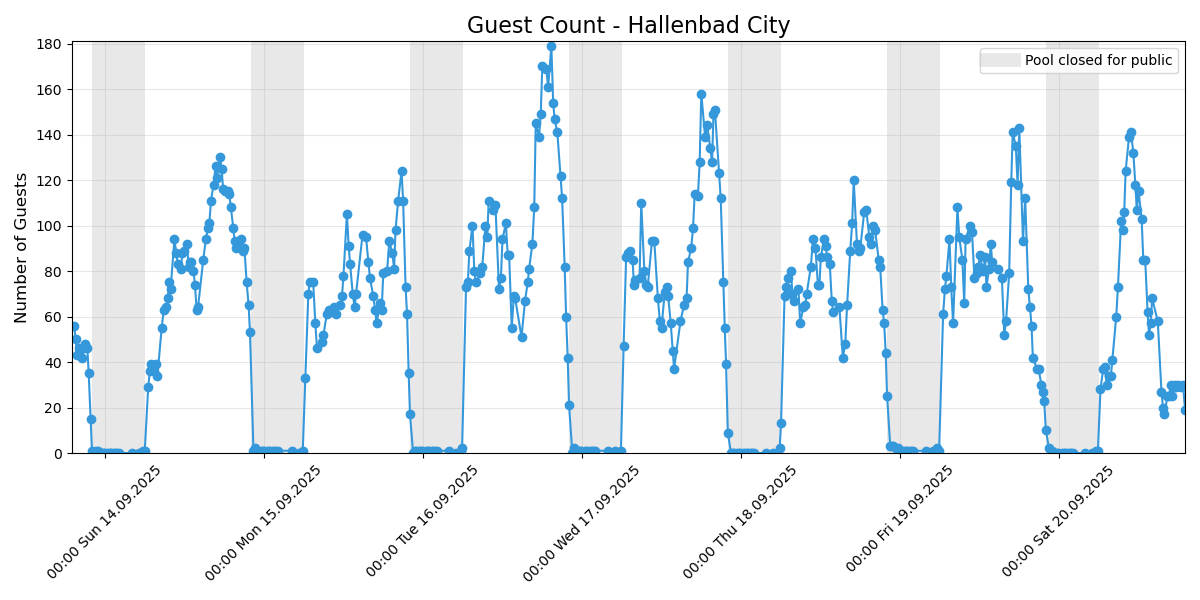 Guest Count - Hallenbad City
Pool closed for public
Number of Guests
180
160
140
120
100
80
60
40
20
0
00:00 Sun 14.09.2025
00:00 Mon 15.09.2025
00:00 Tue 16.09.2025
00:00 Wed 17.09.2025
00:00 Thu 18.09.2025
00:00 Fri 19.09.2025
00:00 Sat 20.09.2025